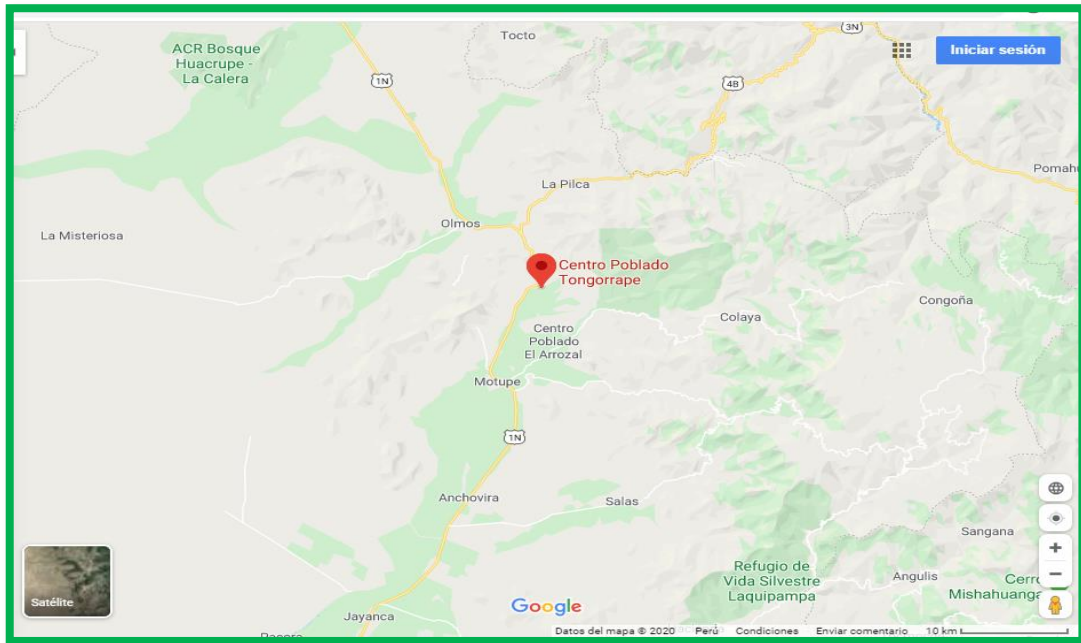 3N
Tocto
ACR Bosque
Huacrupe -
La Calera
Iniciar sesión
1N
4B
Pomahu
La Pilca
Olmos
La Misteriosa
Centro Poblado
Tongorrape
Congoña
Colaya
Centro
Poblado
El Arrozal
Motupe
1N
Anchovira
Salas
Sangana
Refugio de
Vida Silvestre
Laquipampa
Angulis
Cerro
Mishahuanga
Satélite
Google
Jayanca
Pacora
Datos del mapa © 2020 Perú Condiciones Enviar comentario 10 km